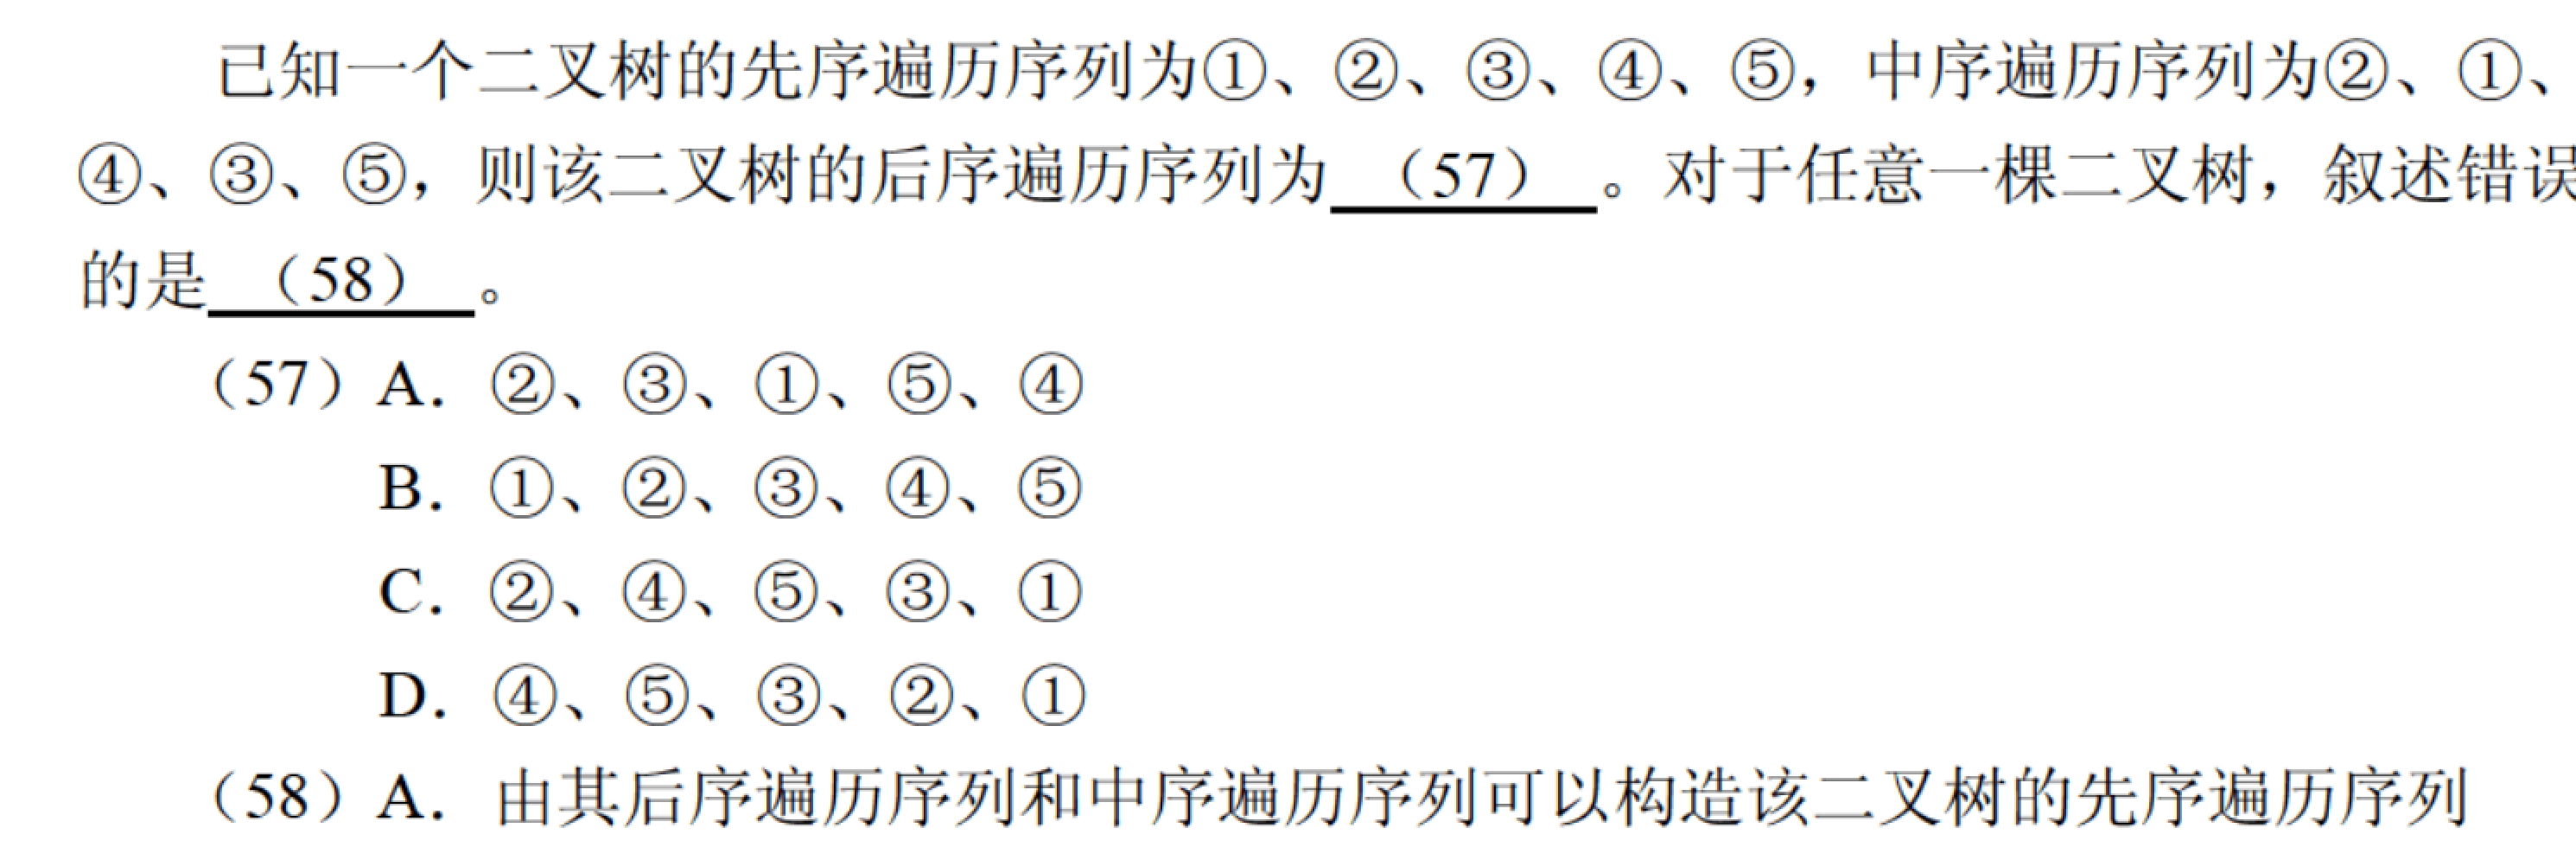 已知一个二叉树的先序遍历序列为①、②、③、④、⑤，中序遍历序列为②、①、
④、③、⑤，则该二叉树的后序遍历序列为 （57） 。对于任意一棵二叉树，叙述错误
的是 （58） 。
（57）A． ②、③、①、⑤、④
B． ①、②、③、④、⑤
C． ②、④、⑤、③、①
D． ④、⑤、③、②、①
（58）A． 由其后序遍历序列和中序遍历序列可以构造该二叉树的先序遍历序列